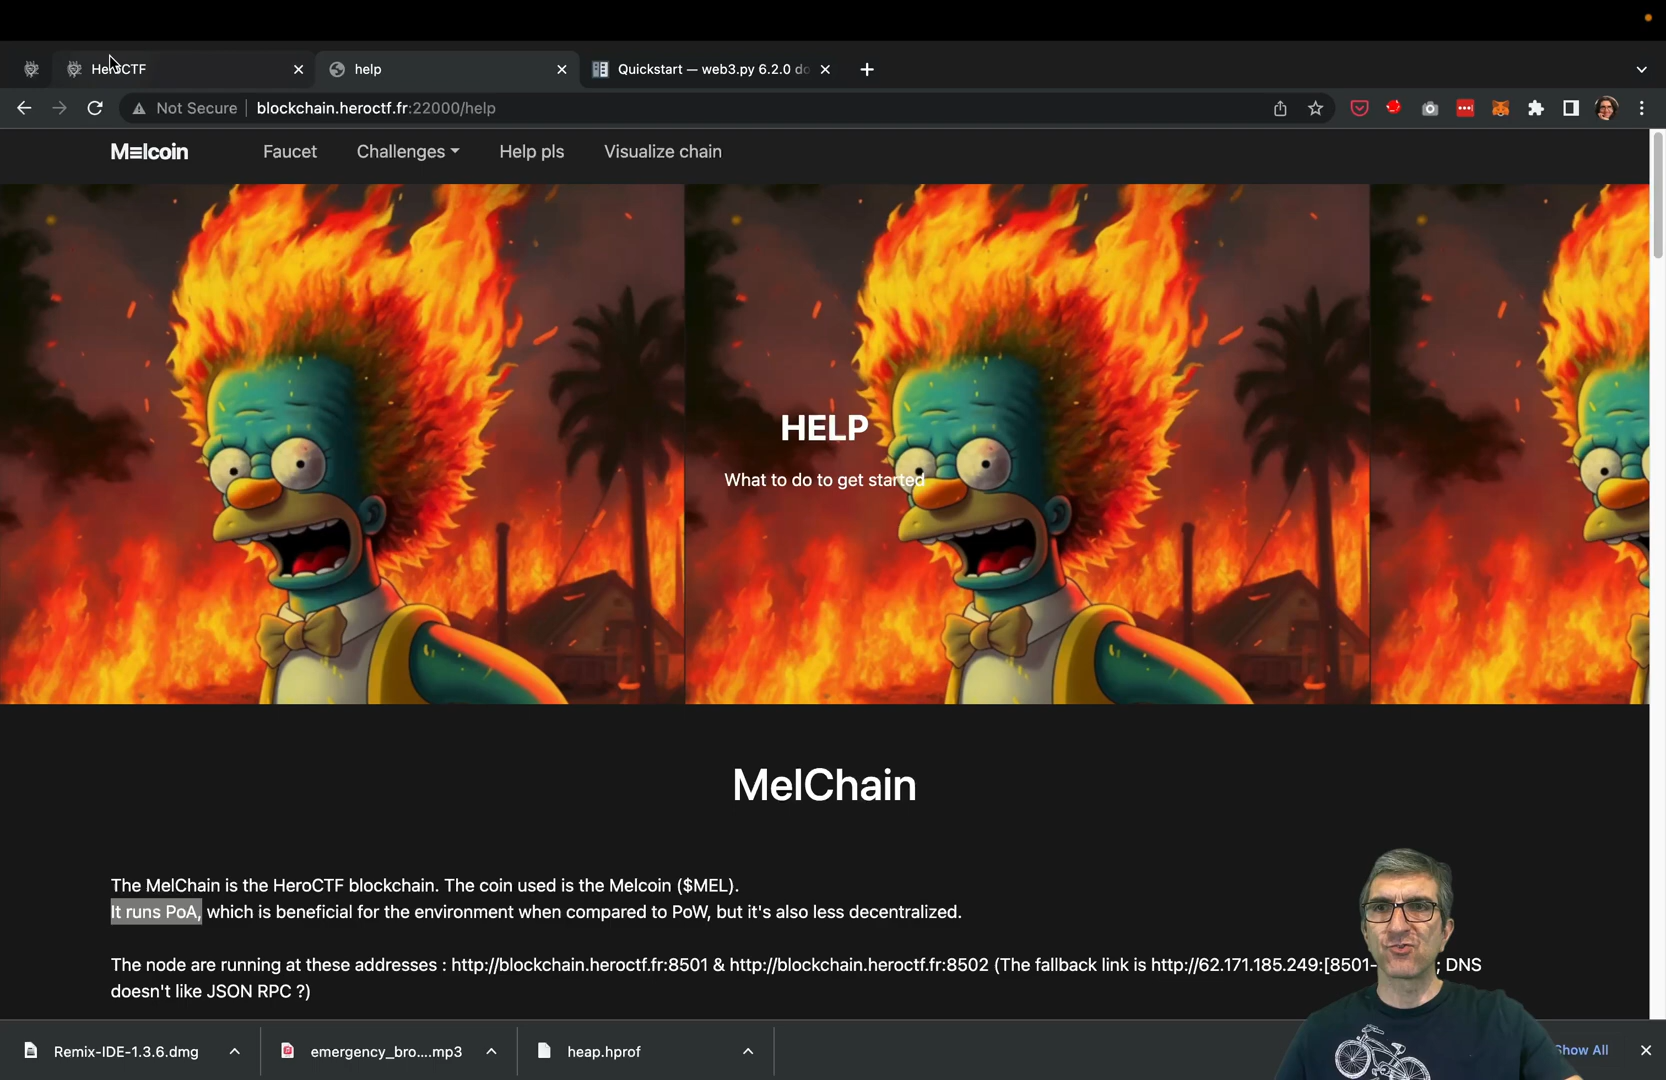 HeroCTF
help
Quickstart — web3.py 6.2.0 do
Not Secure
blockchain.heroctf.fr:22000/help
M≡lcoin
Faucet
Challenges
Help pls
Visualize chain
HELP
What to do to get started
MelChain
The MelChain is the HeroCTF blockchain. The coin used is the Melcoin ($MEL).
It runs PoA, which is beneficial for the environment when compared to PoW, but it's also less decentralized.
The node are running at these addresses : http://blockchain.heroctf.fr:8501 & http://blockchain.heroctf.fr:8502 (The fallback link is http://62.171.185.249:[8501- ; DNS
doesn't like JSON RPC ?)
Remix-IDE-1.3.6.dmg
emergency_bro....mp3
heap.hprof
Show All